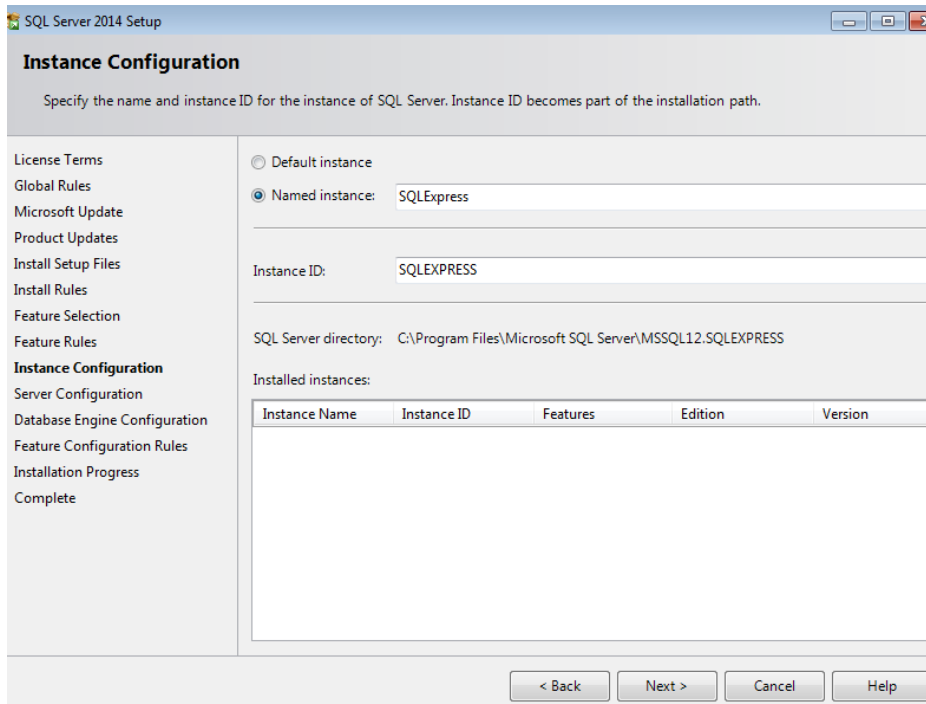 SQL Server 2014 Setup
Instance Configuration
Specify the name and instance ID for the instance of SQL Server. Instance ID becomes part of the installation path.
License Terms
Global Rules
Microsoft Update
Product Updates
Install Setup Files
Install Rules
Feature Selection
Feature Rules
Instance Configuration
Server Configuration
Database Engine Configuration
Feature Configuration Rules
Installation Progress
Complete
Default instance
Named instance: SQLExpress
Instance ID: SQLEXPRESS
SQL Server directory: C:\Program Files\Microsoft SQL Server\MSSQL12.SQLEXPRESS
Installed instances:
Instance Name Instance ID Features Edition Version
< Back Next > Cancel Help